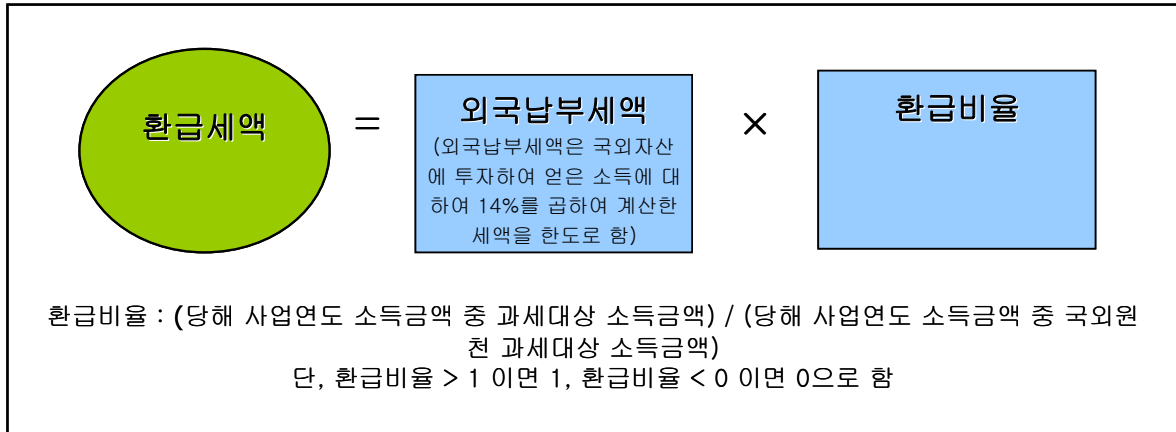 환급세액
=
외국납부세액
(외국납부세액은 국외자산
에 투자하여 얻은 소득에 대
하여 14%를 곱하여 계산한
세액을 한도로 함)
×
환급비율
환급비율 : (당해 사업연도 소득금액 중 과세대상 소득금액) / (당해 사업연도 소득금액 중 국외원
천 과세대상 소득금액)
단, 환급비율 > 1 이면 1, 환급비율 < 0 이면 0으로 함